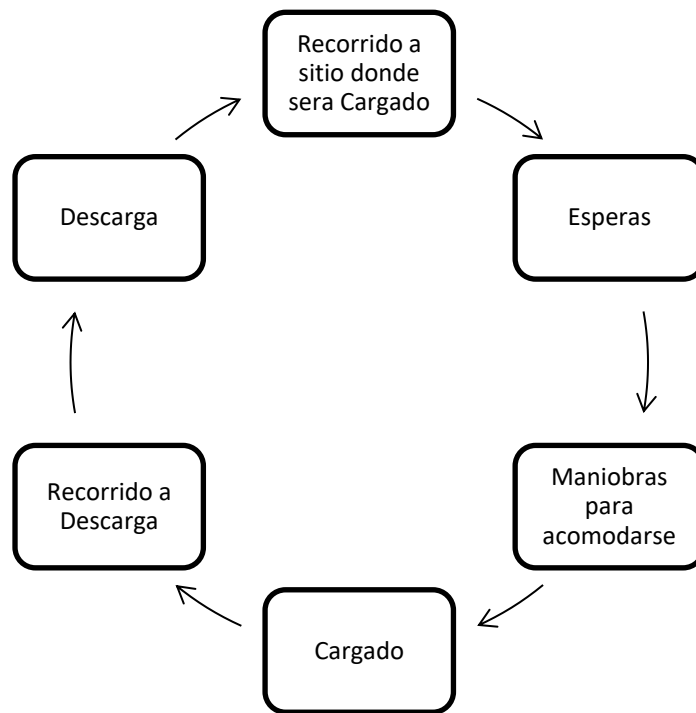 Recorrido a
sitio donde
sera Cargado
Esperas
Maniobras
para
acomodarse
Cargado
Recorrido a
Descarga
Descarga